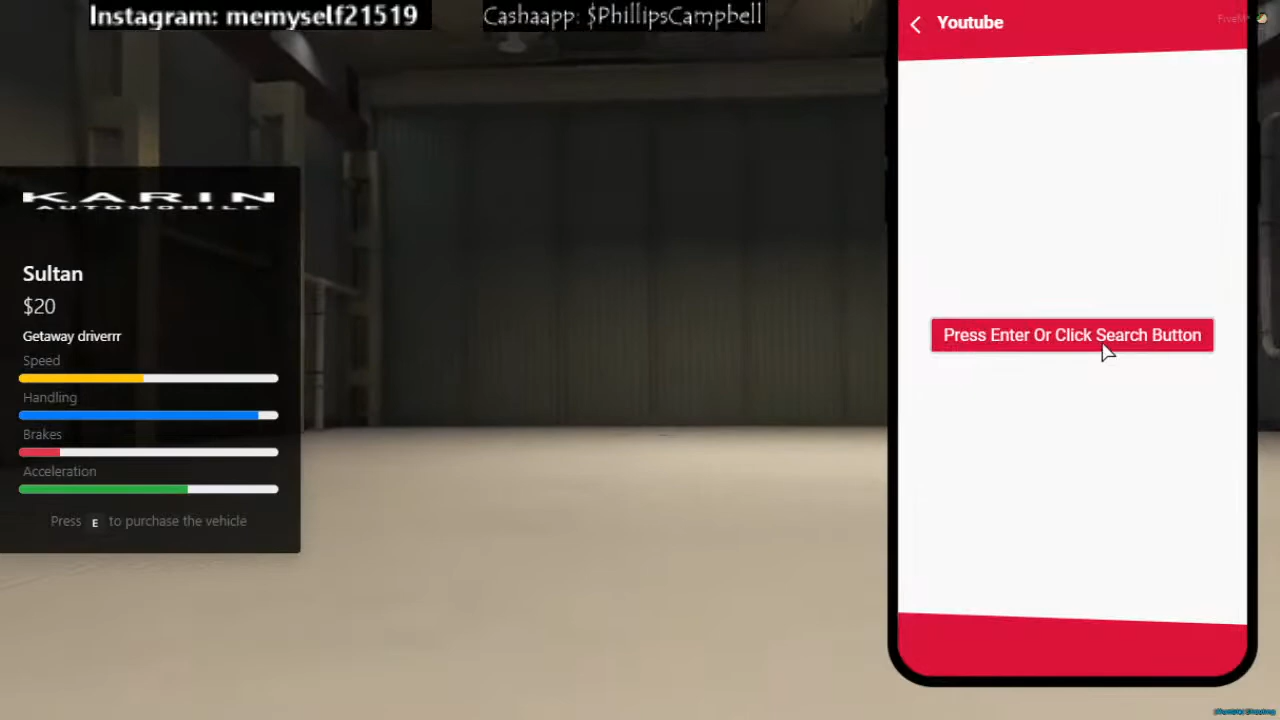 Instagram: memyself21519
Cashaapp: $PhillipsCampbell
Youtube
FiveM
KARIN
AUTOMOBILE
Sultan
$20
Getaway driverrr
Speed
Handling
Brakes
Acceleration
Press E to purchase the vehicle
Press Enter Or Click Search Button